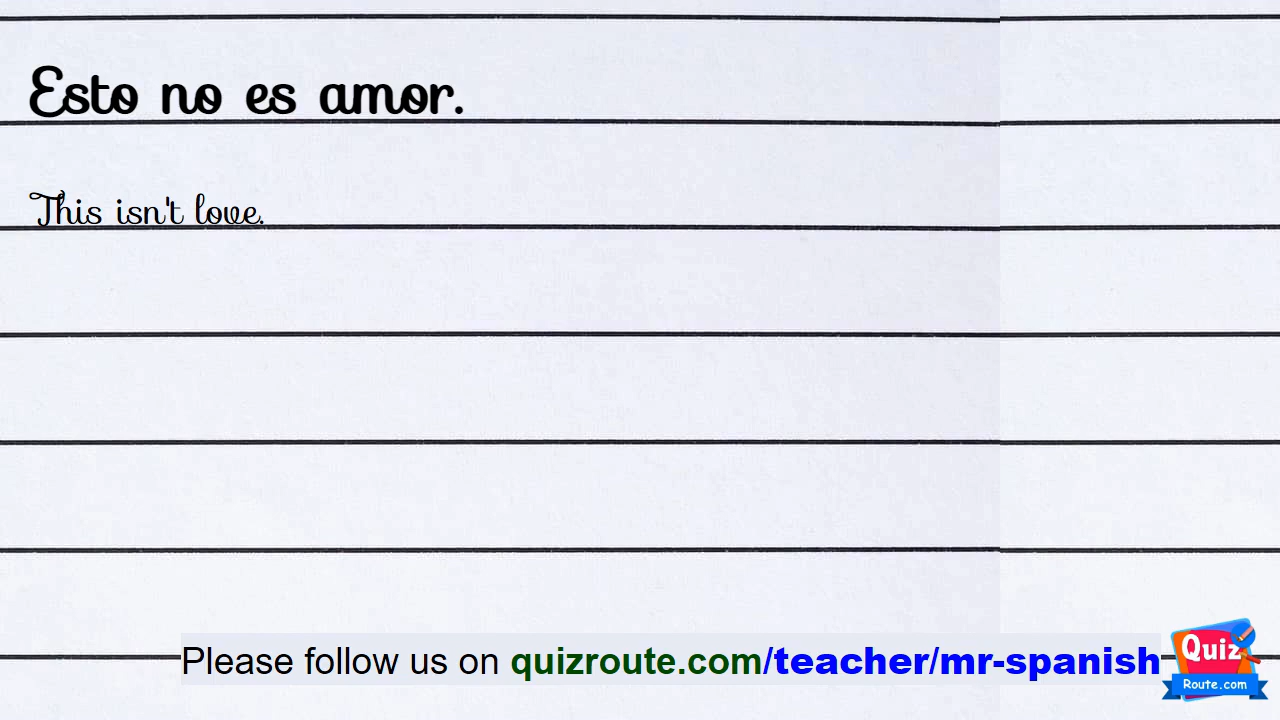 Esto no es amor.
This isn't love.
Please follow us on quizroute.com/teacher/mr-spanish
Quiz
Route.com